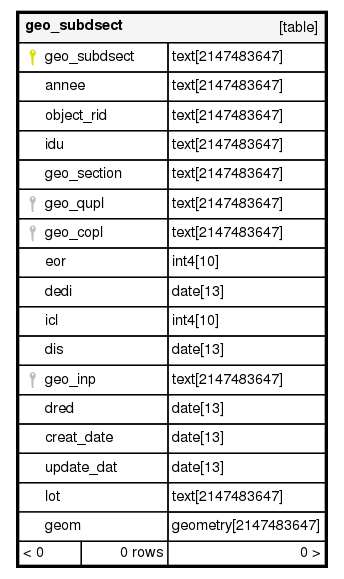 geo_subdsect [table]
geo_subdsect text[2147483647]
annee text[2147483647]
object_rid text[2147483647]
idu text[2147483647]
geo_section text[2147483647]
geo_qupl text[2147483647]
geo_copl text[2147483647]
eor int4[10]
dedi date[13]
icl int4[10]
dis date[13]
geo_inp text[2147483647]
dred date[13]
creat_date date[13]
update_dat date[13]
lot text[2147483647]
geom geometry[2147483647]
< 0 0 rows 0 >